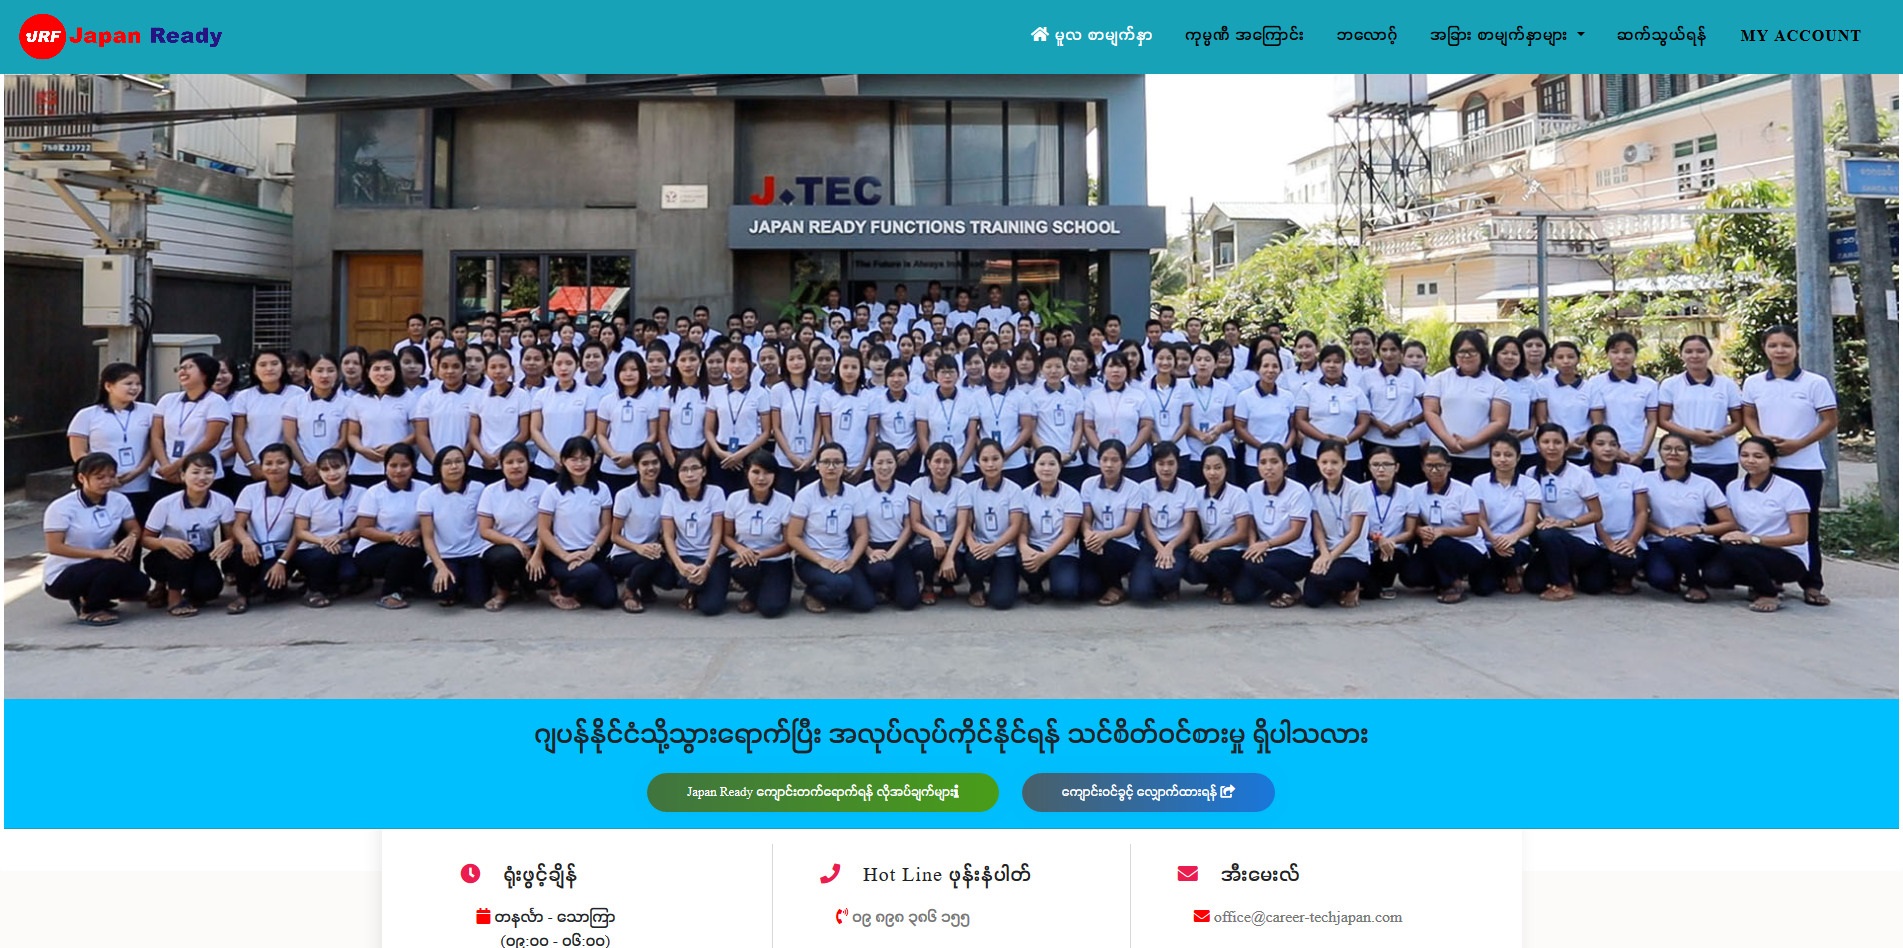 JRF Japan Ready
မူလ စာမျက်နှာ
ကုမ္ပဏီ အကြောင်း
ဘလော့ဂ်
အခြား စာမျက်နှာများ
ဆက်သွယ်ရန်
MY ACCOUNT
J TEC
JAPAN READY FUNCTIONS TRAINING SCHOOL
The Future Is Always
ဂျပန်နိုင်ငံသို့သွားရောက်ပြီး အလုပ်လုပ်ကိုင်နိုင်ရန် သင်စိတ်ဝင်စားမှု ရှိပါသလား
Japan Ready ကျောင်းတက်ရောက်ရန် လိုအပ်ချက်များ
ကျောင်းဝင်ခွင့် လျှောက်ထားရန်
ရုံးဖွင့်ချိန်
တနင်္လာ - သောကြာ
(၀၉:၀၀ - ၀၆:၀၀)
Hot Line ဖုန်းနံပါတ်
၀၉ ၈၉၈ ၃၈၆ ၁၅၅
အီးမေးလ်
office@career-techjapan.com